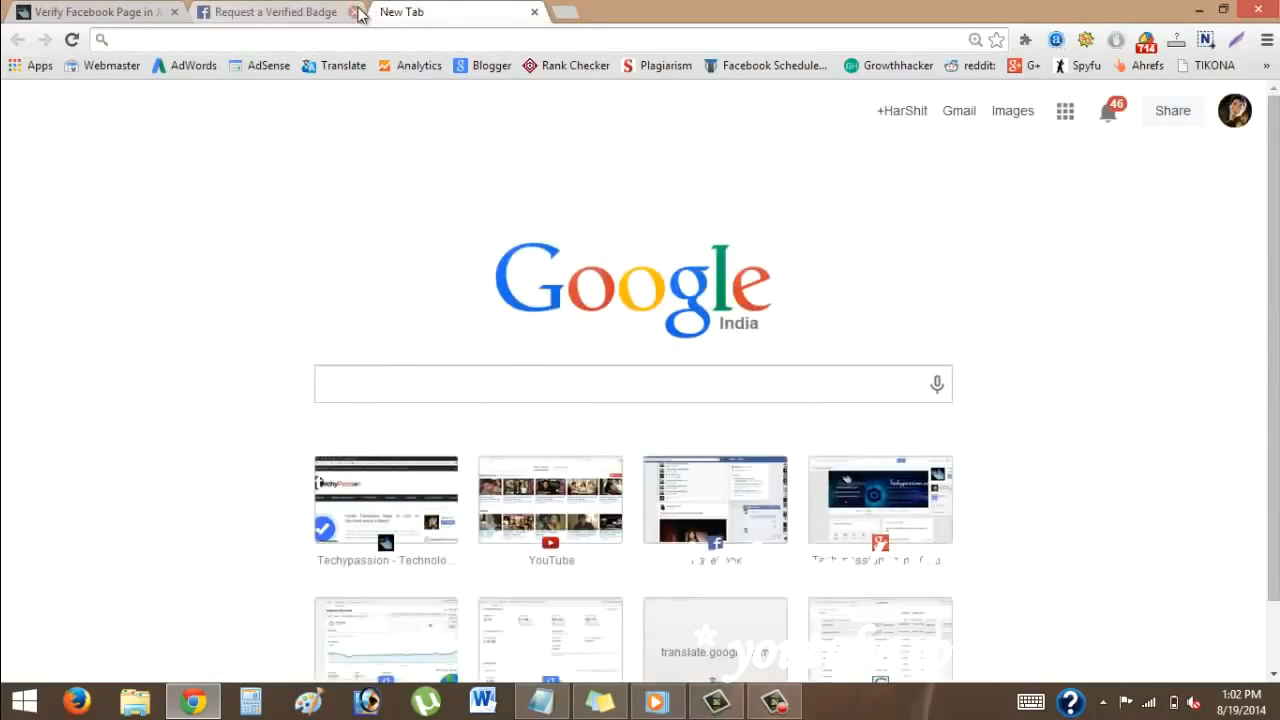 Verify Facebook Page in J
Request a Verified Badge
New Tab
714
Apps
Webmaster
AdWords
AdSense
Translate
Analytics
Blogger
Rank Checker
Plagiarism
Facebook Schedule...
Growthhacker
reddit:
G+
Spyfu
Ahrefs
TIKONA
»
+HarShit
Gmail
Images
46
Share
Google
India
Techypassion - Technolo...
YouTube
translate.goog
1:02 PM
8/19/2014